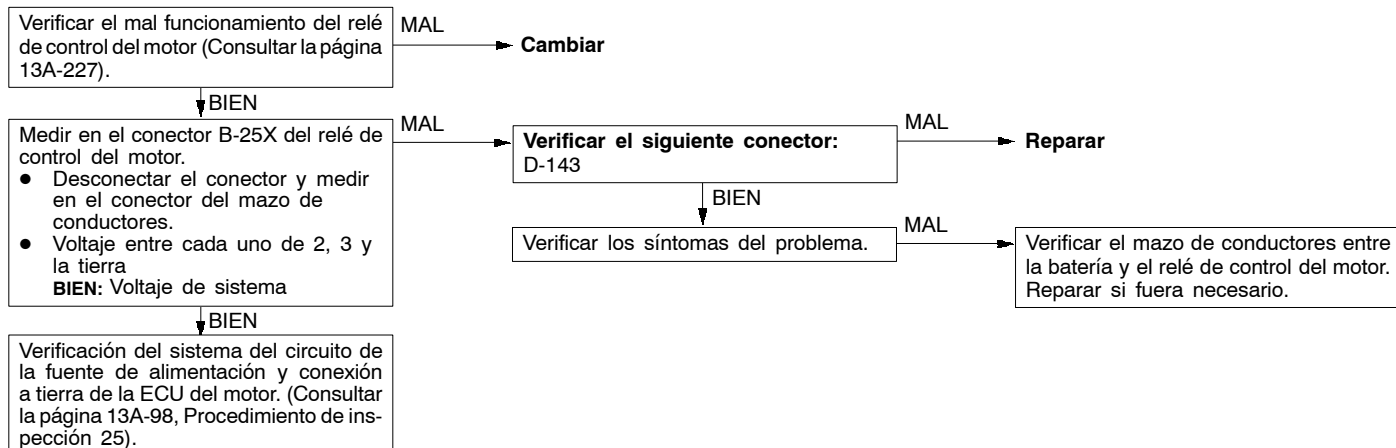 Verificar el mal funcionamiento del relé
de control del motor (Consultar la página
13A-227).
MAL
Cambiar
BIEN
Medir en el conector B-25X del relé de
control del motor.
● Desconectar el conector y medir
en el conector del mazo de
conductores.
● Voltaje entre cada uno de 2, 3 y
la tierra
BIEN: Voltaje de sistema
MAL
Verificar el siguiente conector:
D-143
MAL
Reparar
BIEN
Verificar los síntomas del problema.
MAL
Verificar el mazo de conductores entre
la batería y el relé de control del motor.
Reparar si fuera necesario.
BIEN
Verificación del sistema del circuito de
la fuente de alimentación y conexión
a tierra de la ECU del motor. (Consultar
la página 13A-98, Procedimiento de ins-
pección 25).